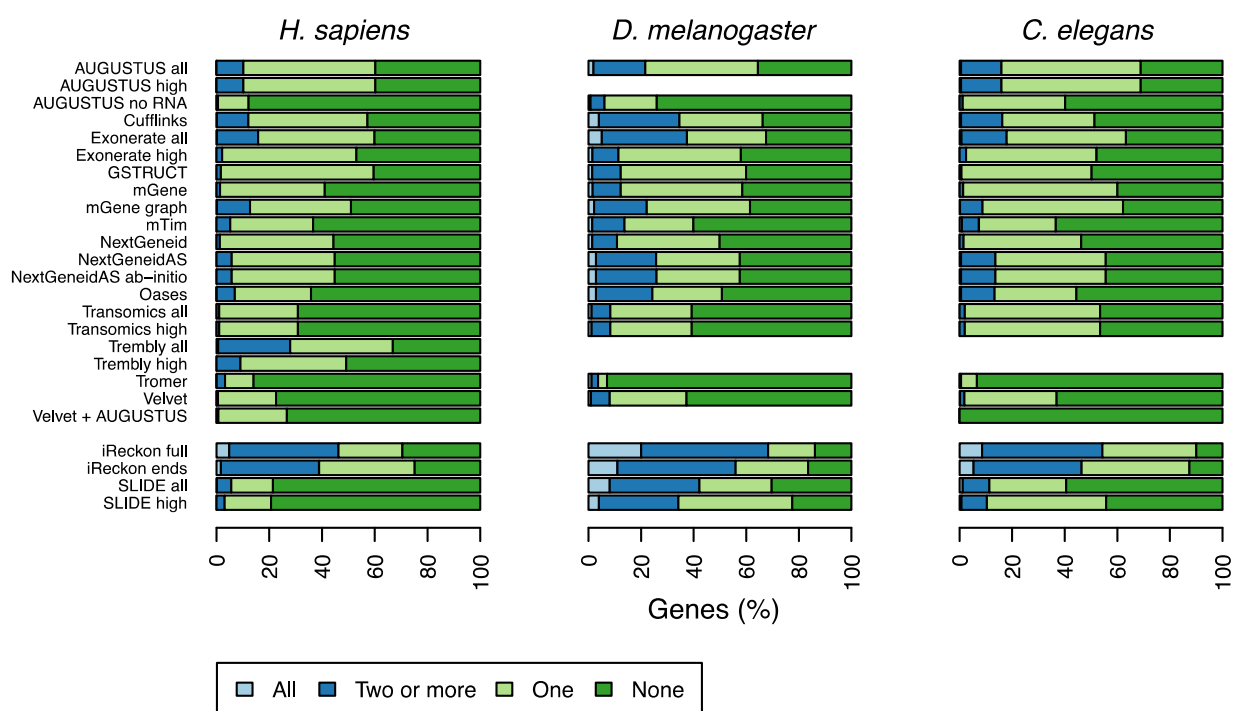 H. sapiens D. melanogaster C. elegans
AUGUSTUS all
AUGUSTUS high
AUGUSTUS no RNA
Cufflinks
Exonerate all
Exonerate high
GSTRUCT
mGene
mGene graph
mTim
NextGeneid
NextGeneidAS
NextGeneidAS ab−initio
Oases
Transomics all
Transomics high
Trembly all
Trembly high
Tromer
Velvet
Velvet + AUGUSTUS
iReckon full
iReckon ends
SLIDE all
SLIDE high
0 20 40 60 80 100 0 20 40 60 80 100 0 20 40 60 80 100
Genes (%)
All Two or more One None